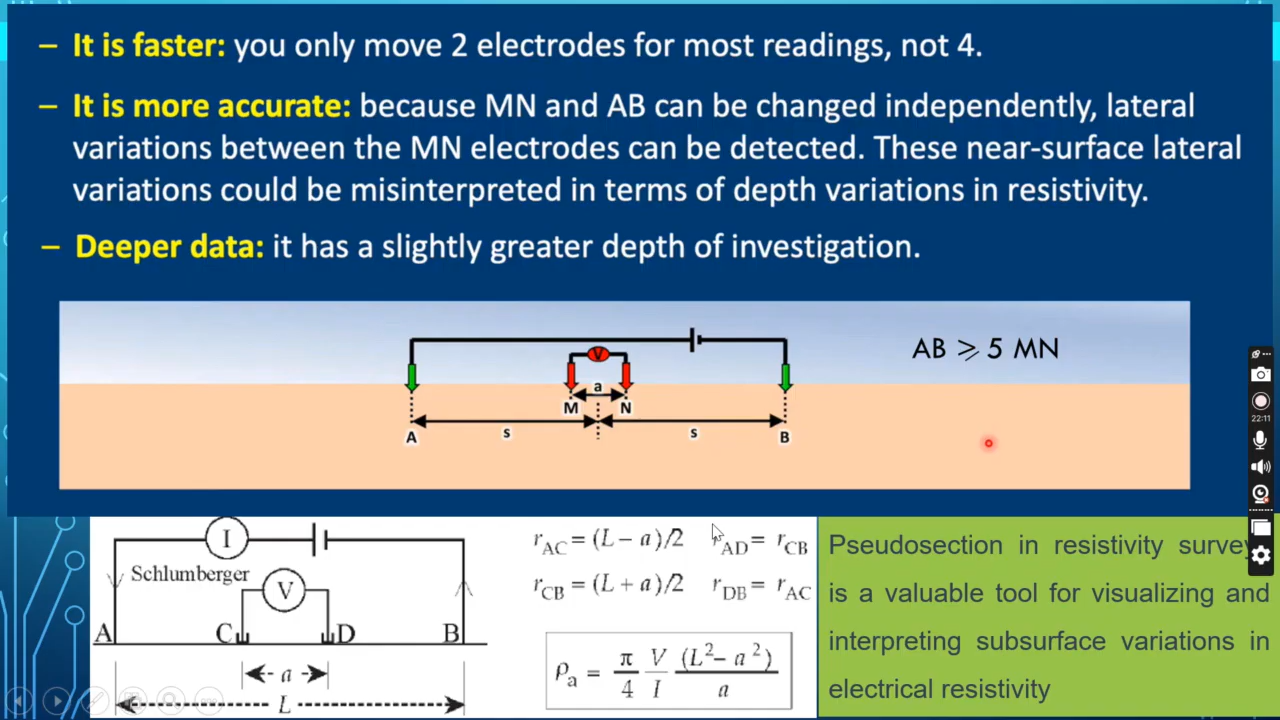 – It is faster: you only move 2 electrodes for most readings, not 4.
– It is more accurate: because MN and AB can be changed independently, lateral
variations between the MN electrodes can be detected. These near-surface lateral
variations could be misinterpreted in terms of depth variations in resistivity.
– Deeper data: it has a slightly greater depth of investigation.
AB ⩾ 5 MN
V
a
M N
s s
A B
22:11
I
Schlumberger
V
A C D B
a
L
r_AC = (L – a)/2 r_AD = r_CB
r_CB = (L + a)/2 r_DB = r_AC
ρ_a = π/4 V/I (L² – a²)/a
Pseudosection in resistivity survey
is a valuable tool for visualizing and
interpreting subsurface variations in
electrical resistivity